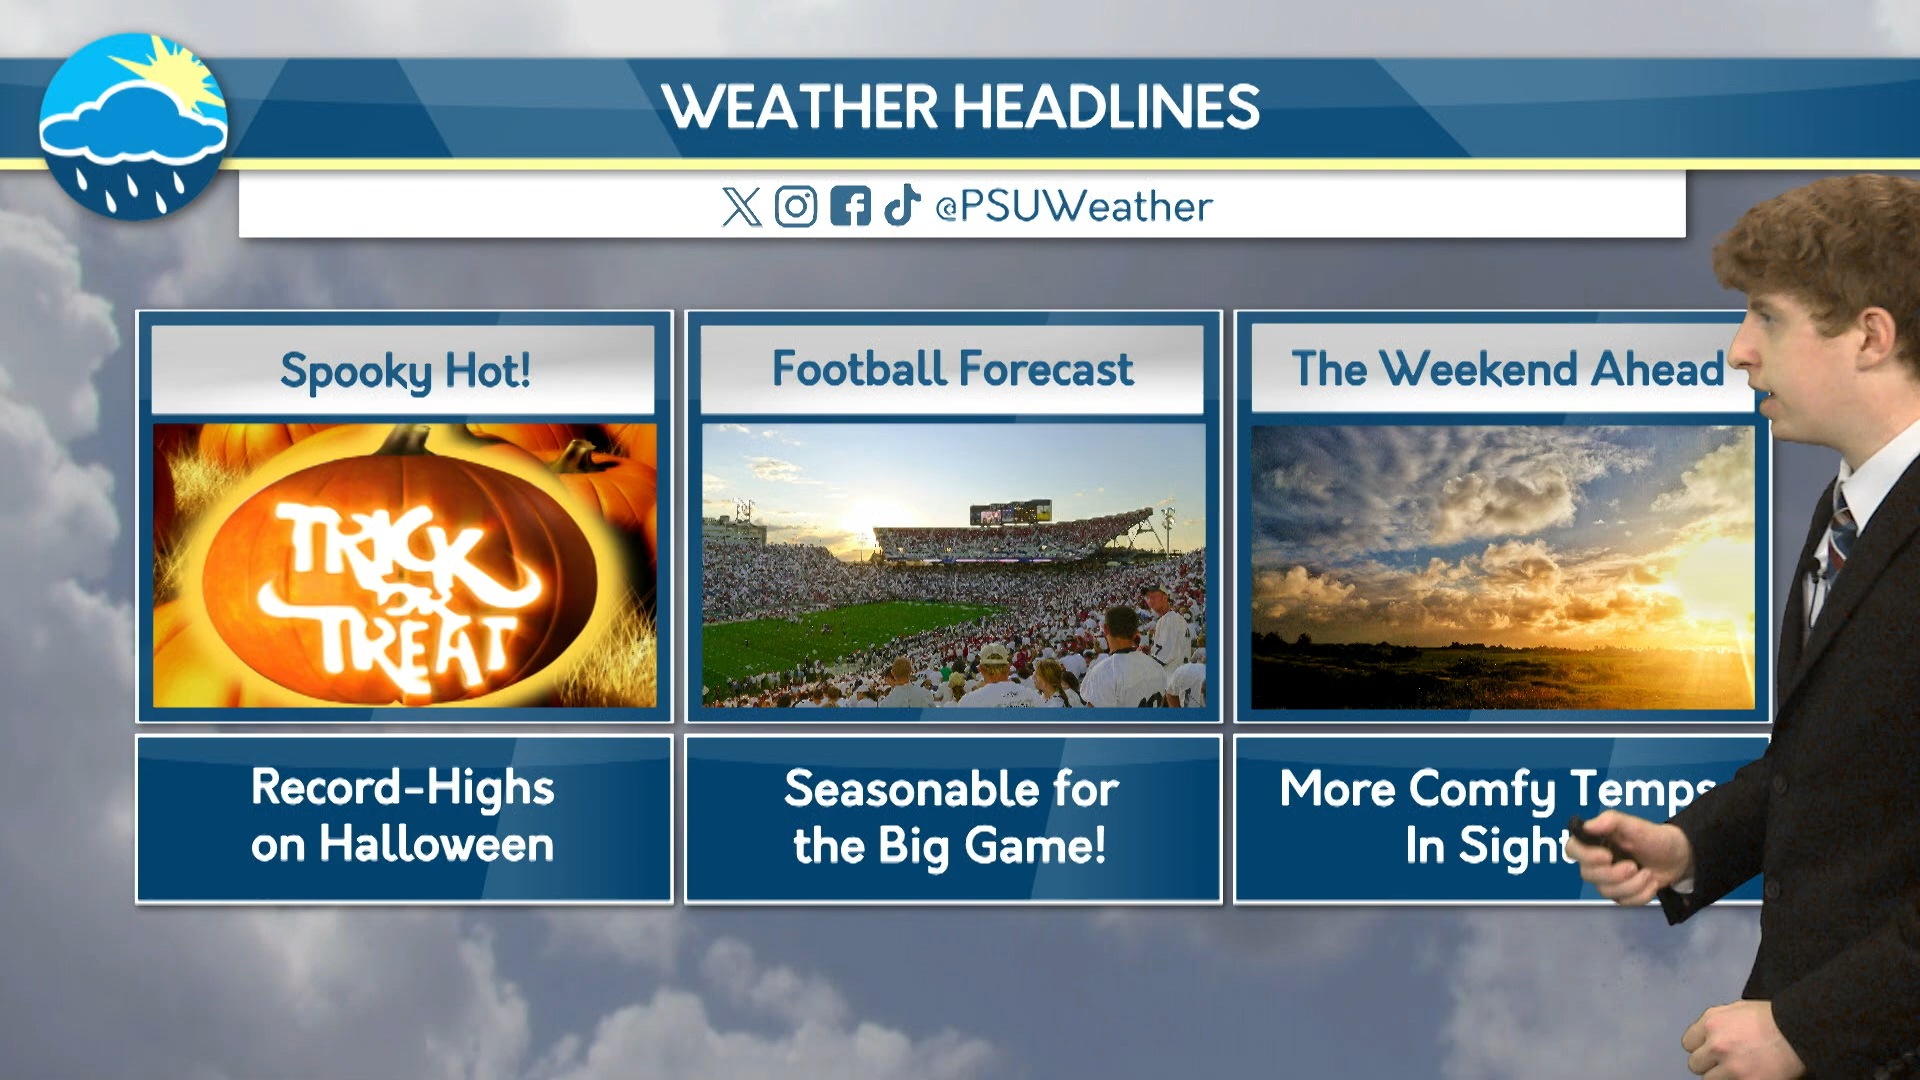 WEATHER HEADLINES
@PSUWeather
Spooky Hot!
Football Forecast
The Weekend Ahead
TRICK
OR
TREAT
Record-Highs
on Halloween
Seasonable for
the Big Game!
More Comfy Temps
In Sight